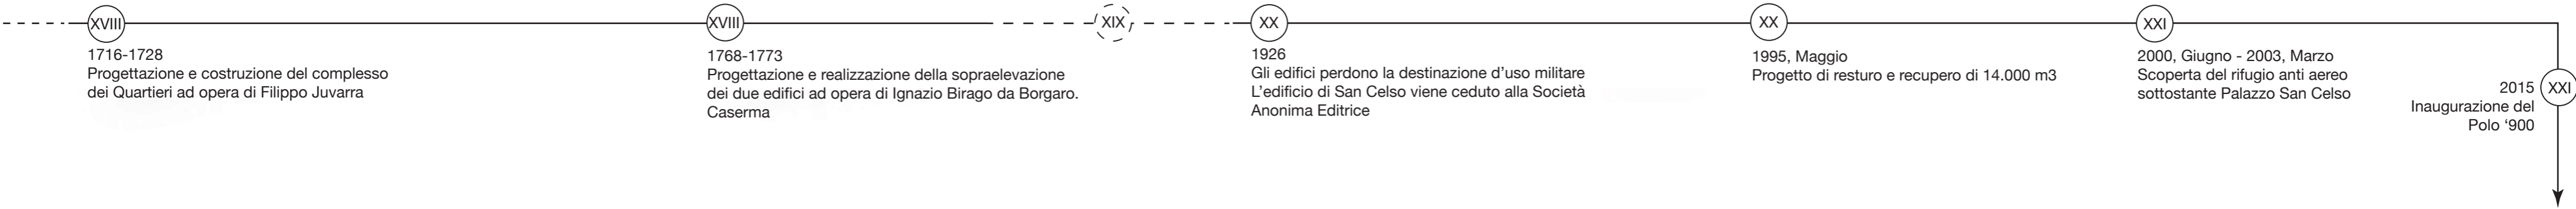 XVIII
1716-1728
Progettazione e costruzione del complesso
dei Quartieri ad opera di Filippo Juvarra
XVIII
1768-1773
Progettazione e realizzazione della sopraelevazione
dei due edifici ad opera di Ignazio Birago da Borgaro.
Caserma
XIX
XX
1926
Gli edifici perdono la destinazione d’uso militare
L’edificio di San Celso viene ceduto alla Società
Anonima Editrice
XX
1995, Maggio
Progetto di resturo e recupero di 14.000 m3
XXI
2000, Giugno - 2003, Marzo
Scoperta del rifugio anti aereo
sottostante Palazzo San Celso
XXI
2015
Inaugurazione del
Polo ‘900